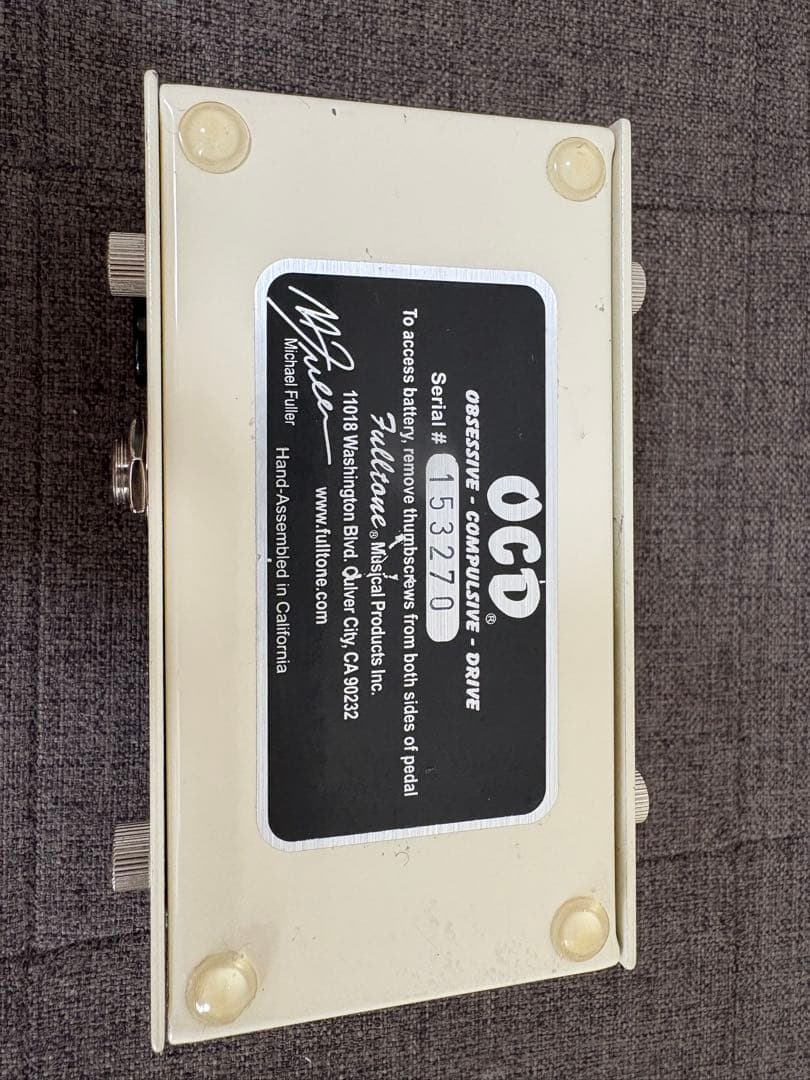 OCD®
OBSESSIVE - COMPULSIVE - DRIVE
Serial # 153270
To access battery, remove thumbscrews from both sides of pedal
Fulltone® Musical Products Inc.
11018 Washington Blvd. Culver City, CA 90232
www.fulltone.com
M Fuller
Michael Fuller
Hand-Assembled in California